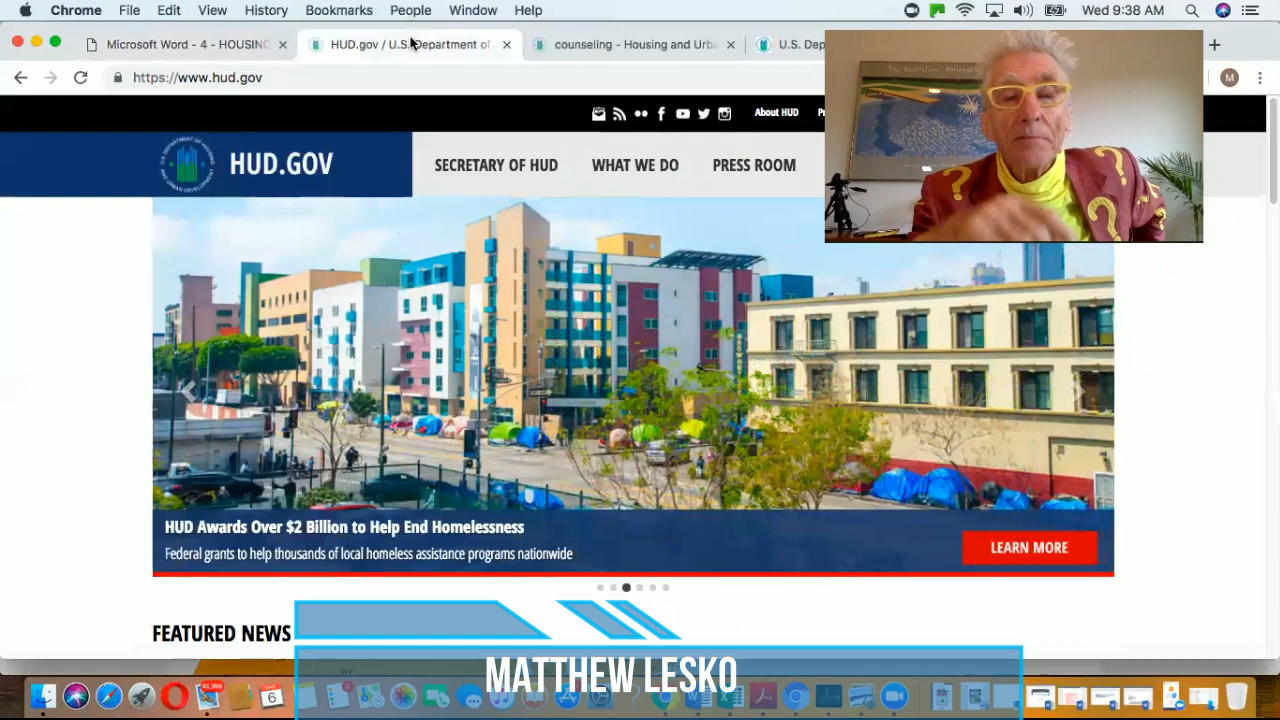 Chrome File Edit View History Bookmarks People Window Help
Wed 9:38 AM
Microsoft Word - 4 - HOUSING
HUD.gov / U.S. Department of
counseling - Housing and Urba
U.S. Dep
https://www.hud.gov
M
About HUD
HUD.GOV
SECRETARY OF HUD
WHAT WE DO
PRESS ROOM
The Australian National
HUD Awards Over $2 Billion to Help End Homelessness
Federal grants to help thousands of local homeless assistance programs nationwide
LEARN MORE
FEATURED NEWS
MATTHEW LESKO